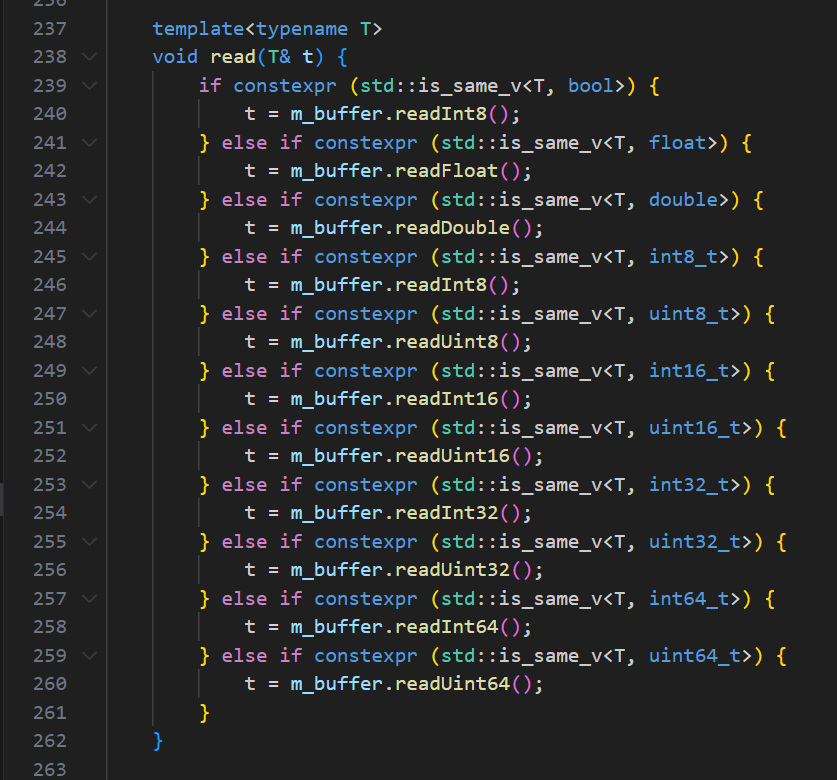 236
237 template<typename T>
238 void read(T& t) {
239 if constexpr (std::is_same_v<T, bool>) {
240 t = m_buffer.readInt8();
241 } else if constexpr (std::is_same_v<T, float>) {
242 t = m_buffer.readFloat();
243 } else if constexpr (std::is_same_v<T, double>) {
244 t = m_buffer.readDouble();
245 } else if constexpr (std::is_same_v<T, int8_t>) {
246 t = m_buffer.readInt8();
247 } else if constexpr (std::is_same_v<T, uint8_t>) {
248 t = m_buffer.readUint8();
249 } else if constexpr (std::is_same_v<T, int16_t>) {
250 t = m_buffer.readInt16();
251 } else if constexpr (std::is_same_v<T, uint16_t>) {
252 t = m_buffer.readUint16();
253 } else if constexpr (std::is_same_v<T, int32_t>) {
254 t = m_buffer.readInt32();
255 } else if constexpr (std::is_same_v<T, uint32_t>) {
256 t = m_buffer.readUint32();
257 } else if constexpr (std::is_same_v<T, int64_t>) {
258 t = m_buffer.readInt64();
259 } else if constexpr (std::is_same_v<T, uint64_t>) {
260 t = m_buffer.readUint64();
261 }
262 }
263